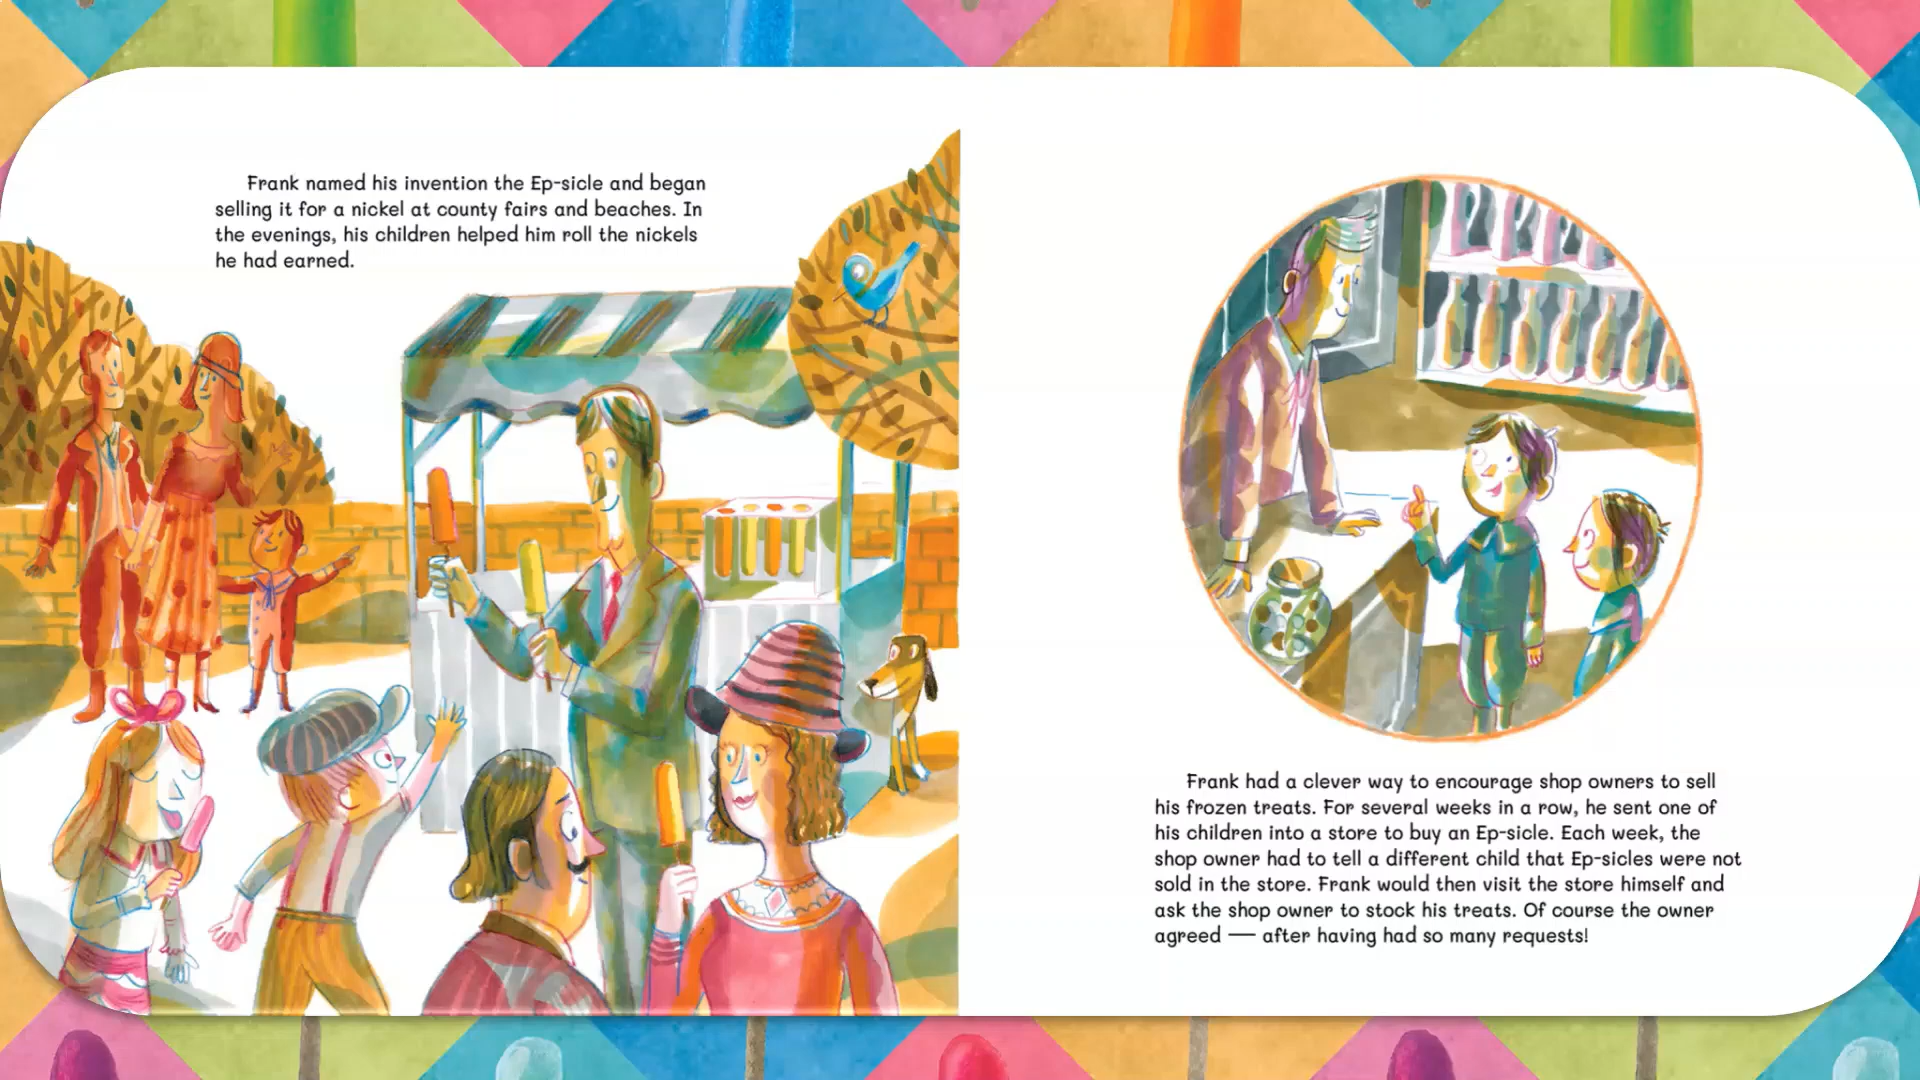 Frank named his invention the Ep-sicle and began
selling it for a nickel at county fairs and beaches. In
the evenings, his children helped him roll the nickels
he had earned.
Frank had a clever way to encourage shop owners to sell
his frozen treats. For several weeks in a row, he sent one of
his children into a store to buy an Ep-sicle. Each week, the
shop owner had to tell a different child that Ep-sicles were not
sold in the store. Frank would then visit the store himself and
ask the shop owner to stock his treats. Of course the owner
agreed — after having had so many requests!